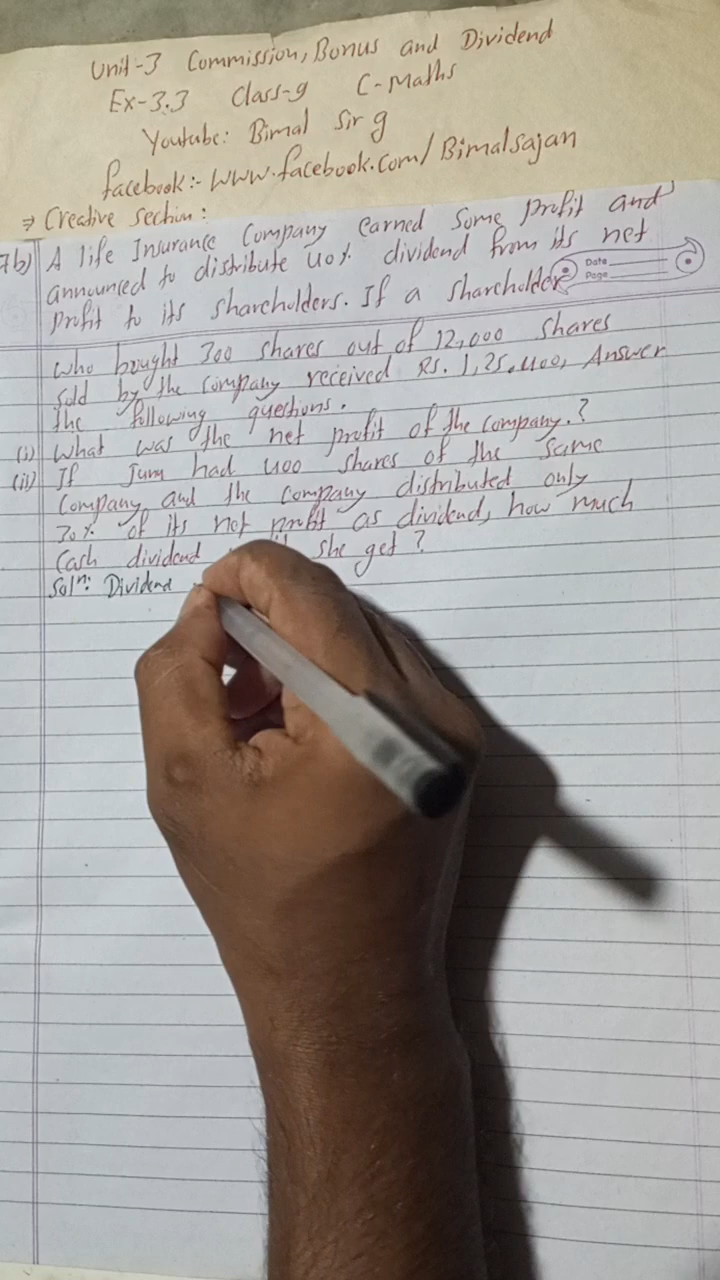 Unit-3 Commission, Bonus and Dividend
Ex-3.3 Class-9 C-Maths
Youtube: Bimal Sir g
facebook:- www.facebook.com/Bimalsajan
⇒ Creative Section:
7b) A life Insurance Company earned Some Profit and
announced to distribute 40% dividend from its net
Date
Page
profit to its shareholders. If a shareholder
who bought 300 shares out of 12,000 shares
sold by the company received Rs. 1,25,400, Answer
the following questions.
(i) What was the net profit of the company.?
(ii) If had 400 shares of the same
Company and the company distributed only
30% of its net profit as dividend, how much
Cash dividend she get?
Solⁿ: Dividend